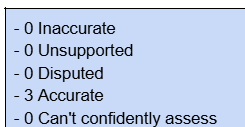 - 0 Inaccurate
- 0 Unsupported
- 0 Disputed
- 3 Accurate
- 0 Can't confidently assess